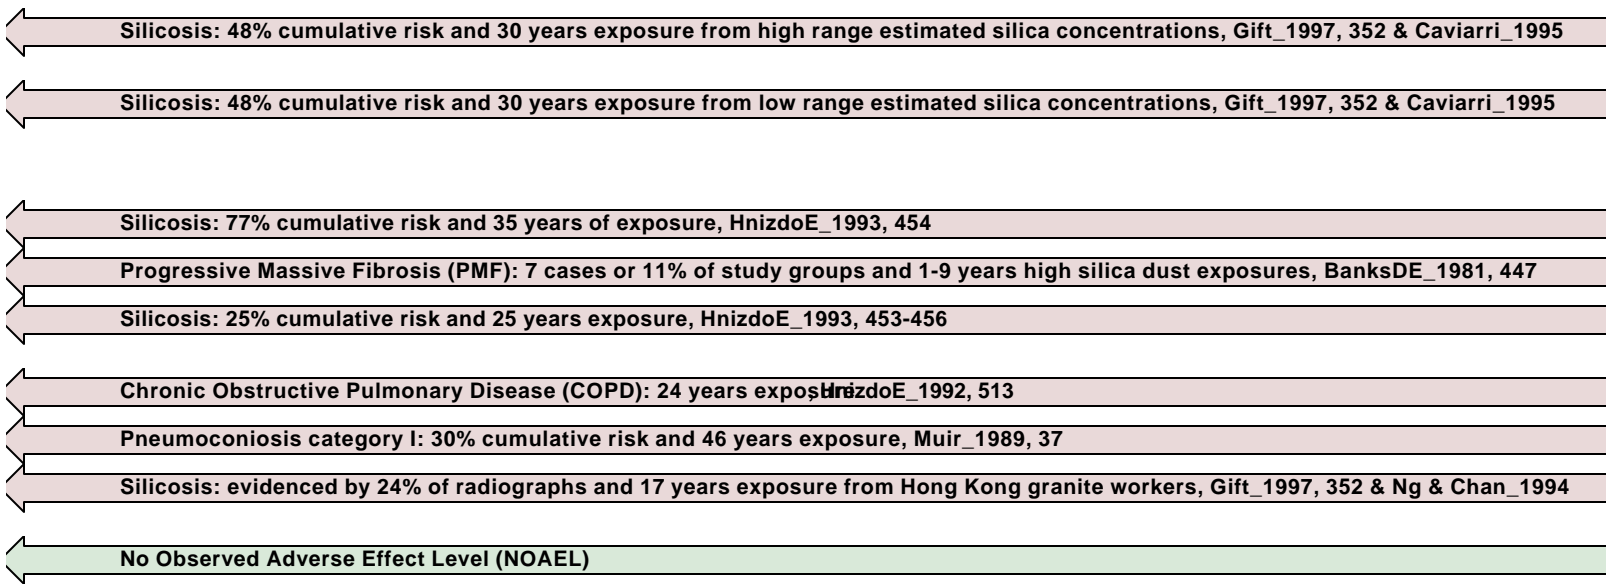 Silicosis: 48% cumulative risk and 30 years exposure from high range estimated silica concentrations, Gift_1997, 352 & Caviarri_1995
Silicosis: 48% cumulative risk and 30 years exposure from low range estimated silica concentrations, Gift_1997, 352 & Caviarri_1995
Silicosis: 77% cumulative risk and 35 years of exposure, HnizdoE_1993, 454
Progressive Massive Fibrosis (PMF): 7 cases or 11% of study groups and 1-9 years high silica dust exposures, BanksDE_1981, 447
Silicosis: 25% cumulative risk and 25 years exposure, HnizdoE_1993, 453-456
Chronic Obstructive Pulmonary Disease (COPD): 24 years exposure, HnizdoE_1992, 513
Pneumoconiosis category I: 30% cumulative risk and 46 years exposure, Muir_1989, 37
Silicosis: evidenced by 24% of radiographs and 17 years exposure from Hong Kong granite workers, Gift_1997, 352 & Ng & Chan_1994
No Observed Adverse Effect Level (NOAEL)